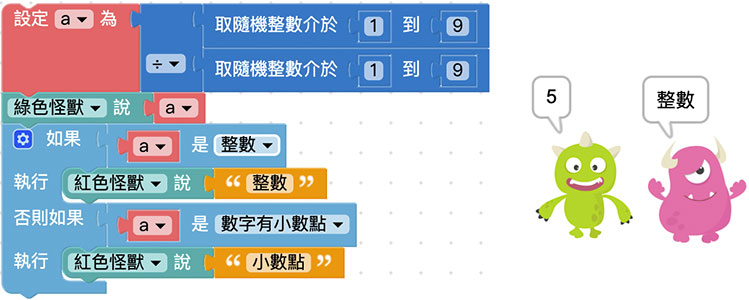 設定 a 為 取隨機整數介於 1 到 9
÷ 取隨機整數介於 1 到 9
綠色怪獸 說 a
如果 a 是 整數
執行 紅色怪獸 說 “ 整數 ”
否則如果 a 是 數字有小數點
執行 紅色怪獸 說 “ 小數點 ”
5
整數